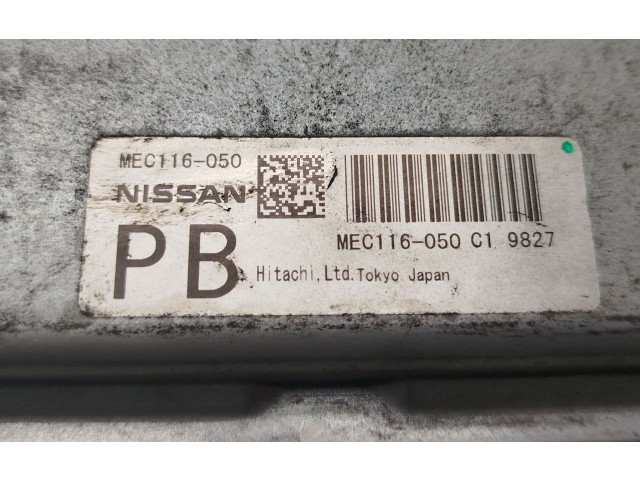 MEC116-050
NISSAN
MEC116-050 C1 9827
PB
Hitachi,Ltd.Tokyo Japan